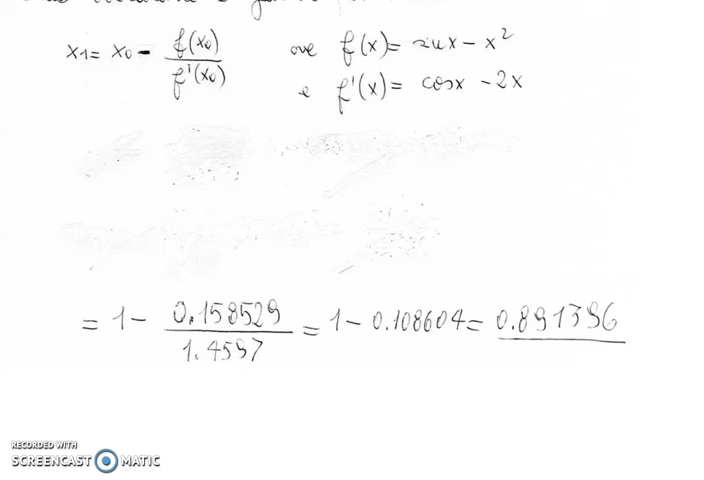 x1 = x0 - f(x0)/f'(x0) ove f(x) = sin x - x²
e f'(x) = cos x - 2x
= 1 - 0.158529/1.4597 = 1 - 0.108604 = 0.891396
RECORDED WITH
SCREENCAST MATIC